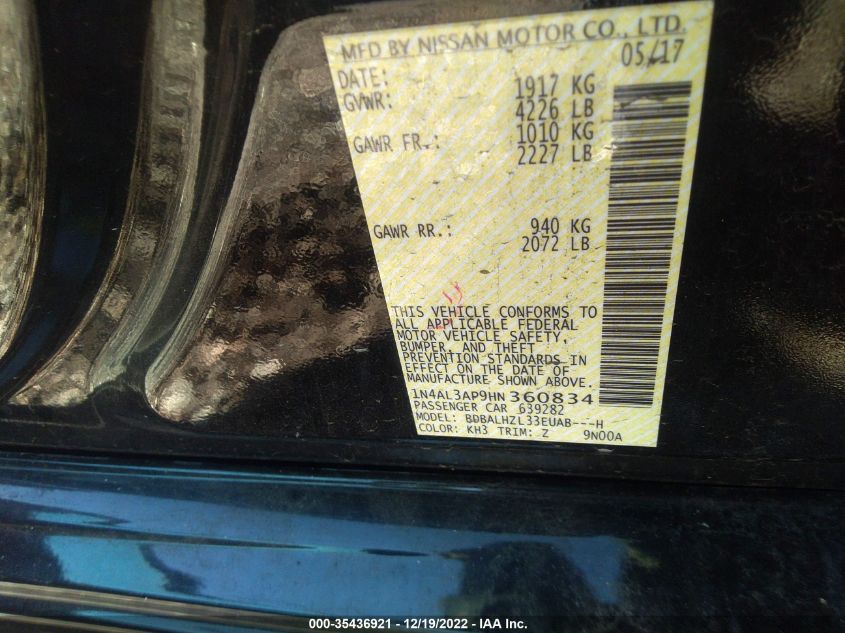 MFD BY NISSAN MOTOR CO., LTD.
DATE: 05/17
GVWR: 1917 KG
4226 LB
GAWR FR.: 1010 KG
2227 LB
GAWR RR.: 940 KG
2072 LB
THIS VEHICLE CONFORMS TO
ALL APPLICABLE FEDERAL
MOTOR VEHICLE SAFETY,
BUMPER, AND THEFT
PREVENTION STANDARDS IN
EFFECT ON THE DATE OF
MANUFACTURE SHOWN ABOVE.
1N4AL3AP9HN360834
PASSENGER CAR 639282
MODEL: BDBALHZL33EUAB---H
COLOR: KH3 TRIM: Z 9N00A
000-35436921 - 12/19/2022 - IAA Inc.